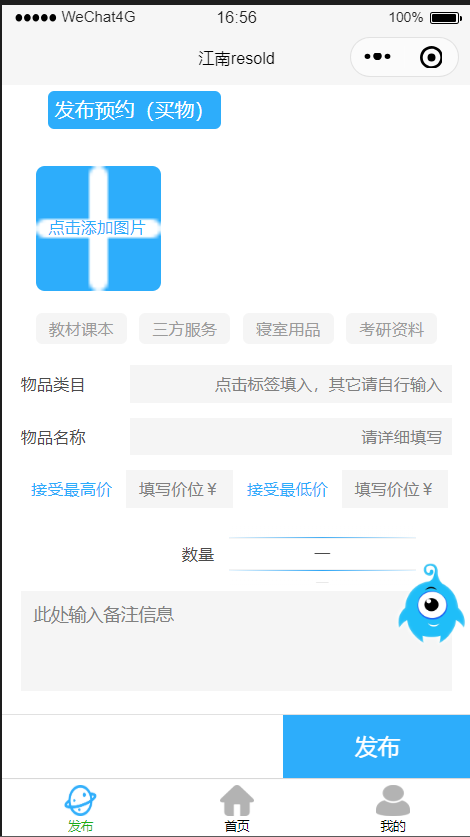 WeChat4G 16:56 100%
江南resold
发布预约（买物）
点击添加图片
教材课本 三方服务 寝室用品 考研资料
物品类目 点击标签填入，其它请自行输入
物品名称 请详细填写
接受最高价 填写价位￥ 接受最低价 填写价位￥
数量 一
此处输入备注信息
发布
发布 首页 我的